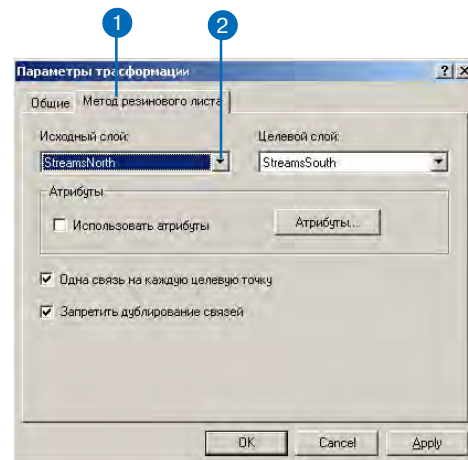 1 2
Параметры трасформации ? ×
Общие Метод резинового листа
Исходный слой: Целевой слой:
StreamsNorth StreamsSouth
Атрибуты
Использовать атрибуты Атрибуты...
Одна связь на каждую целевую точку
Запретить дублирование связей
OK Cancel Apply